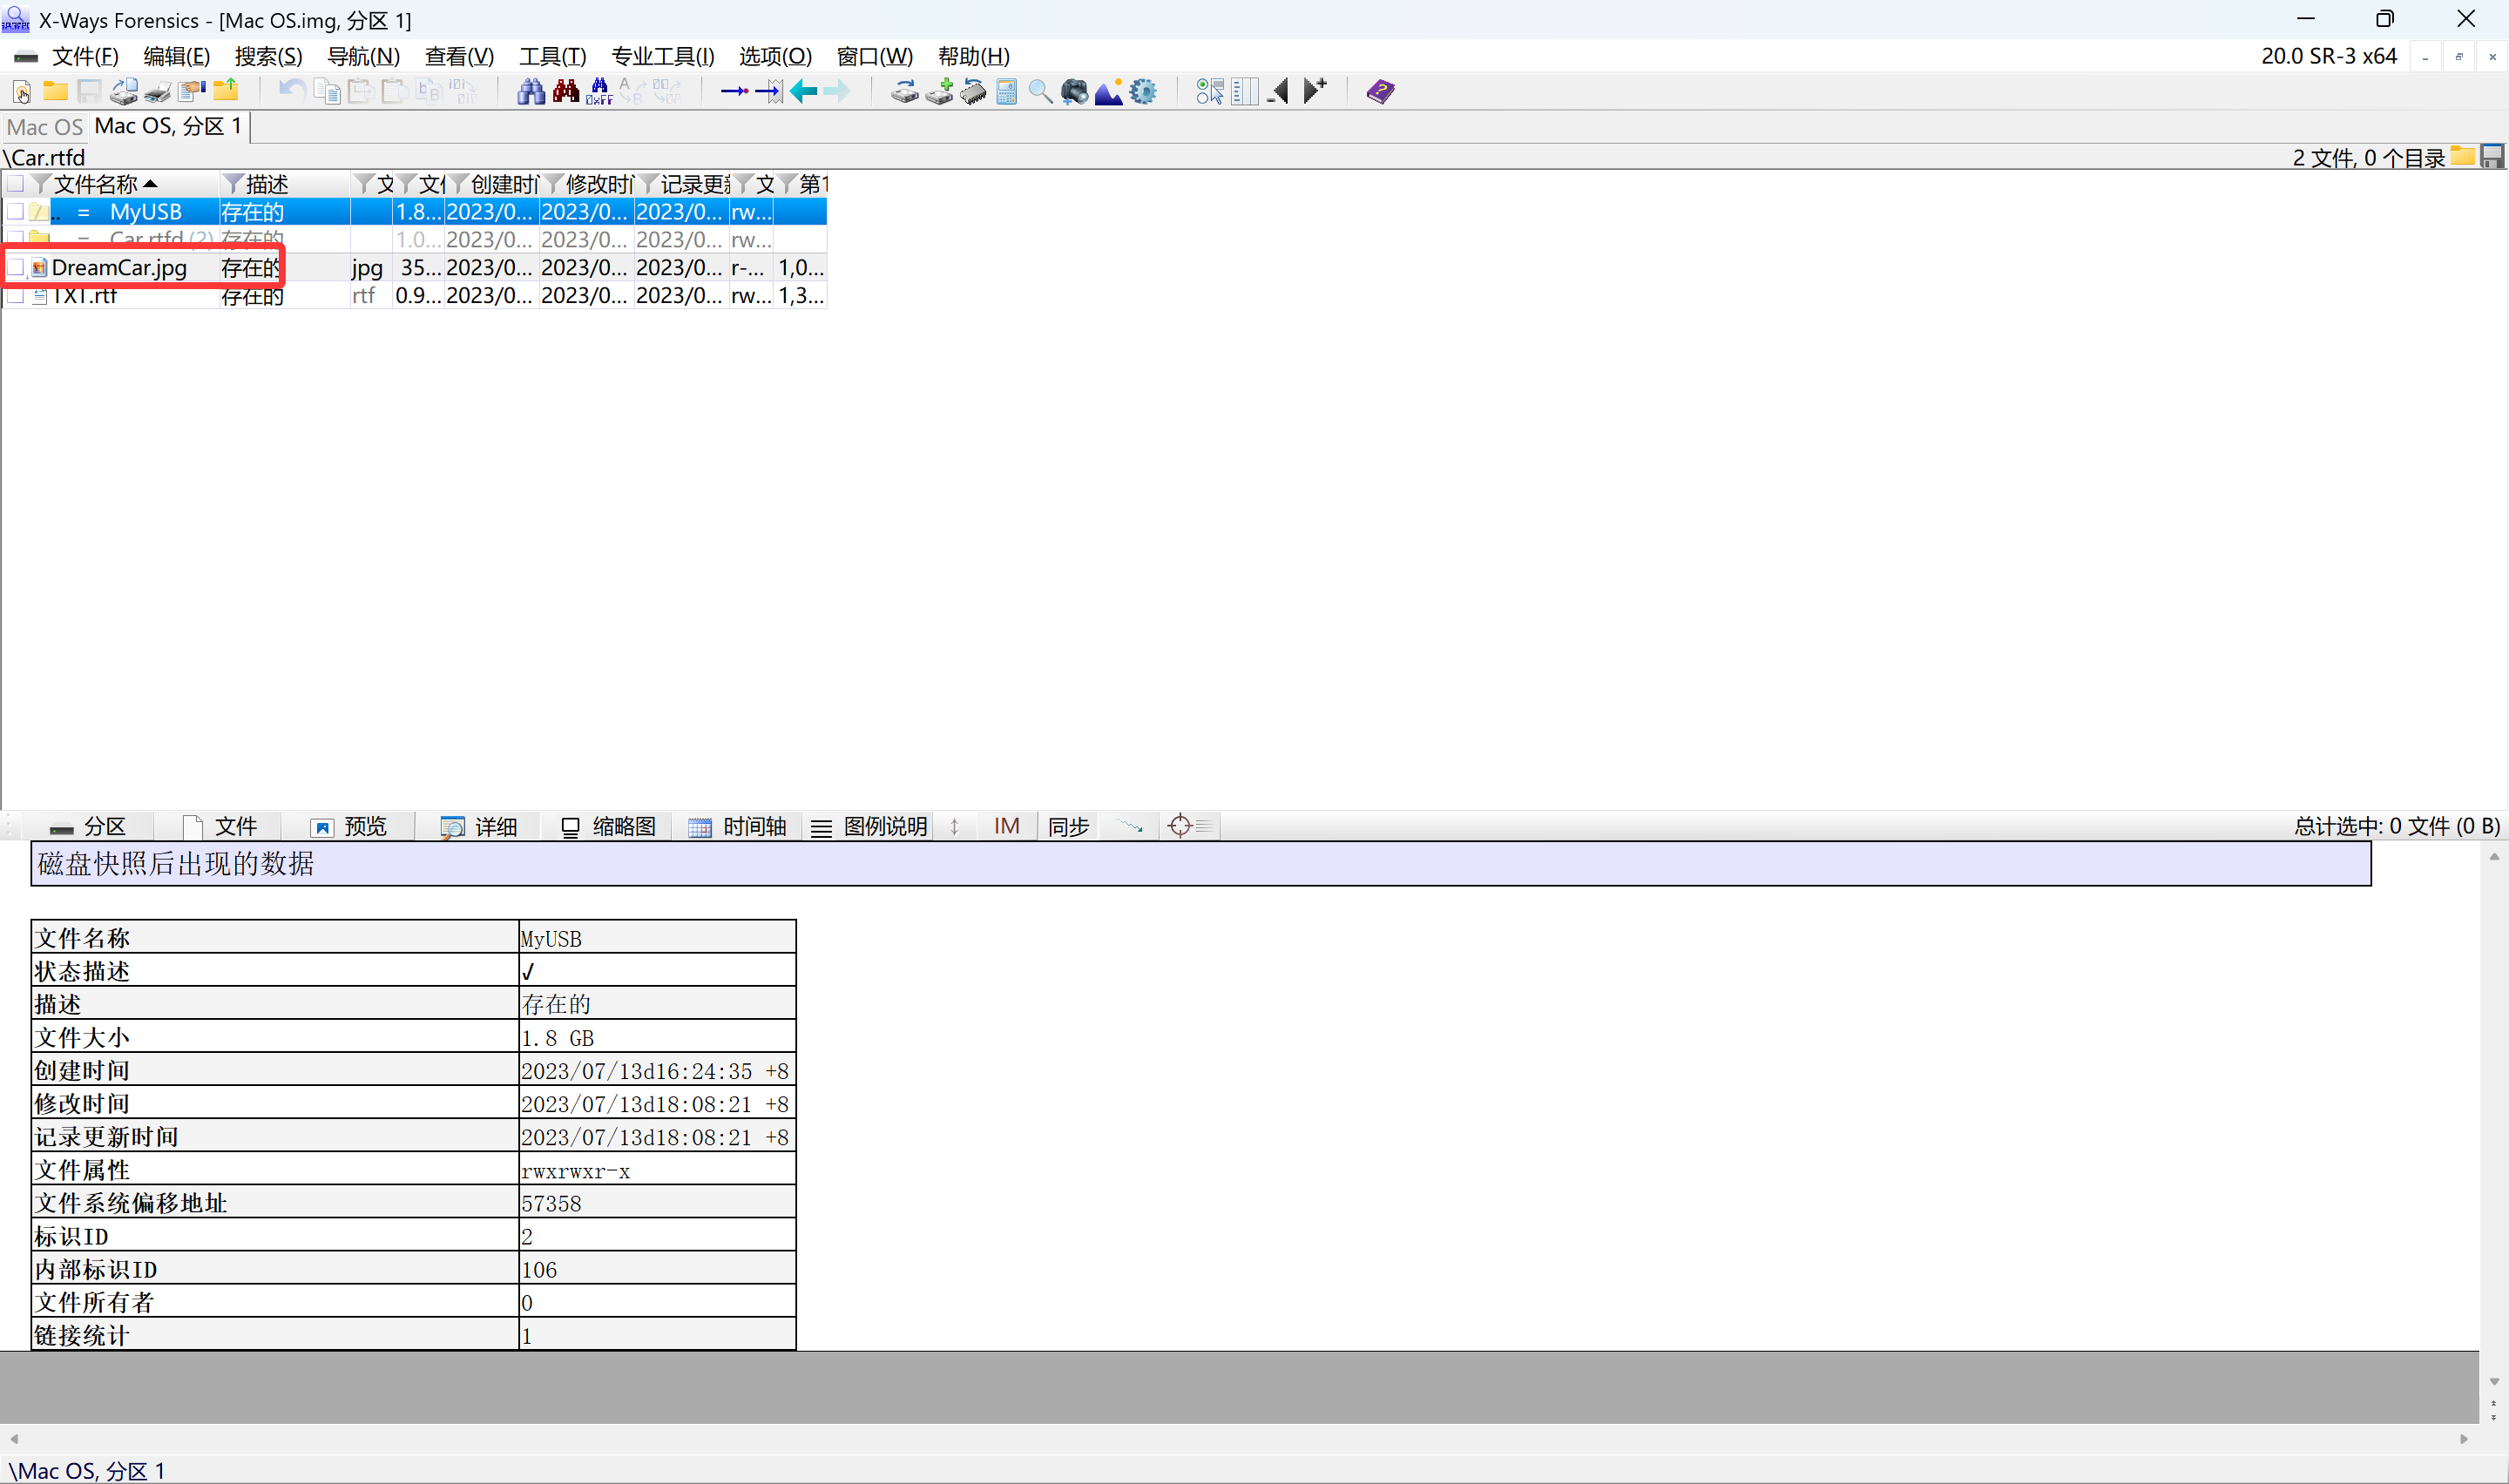 X-Ways Forensics - [Mac OS.img, 分区 1]
文件(F) 编辑(E) 搜索(S) 导航(N) 查看(V) 工具(T) 专业工具(I) 选项(O) 窗口(W) 帮助(H) 20.0 SR-3 x64
Mac OS Mac OS, 分区 1
\Car.rtfd 2 文件, 0 个目录
文件名称 描述 文 文 创建时 修改时 记录更 文 第1
.. = MyUSB 存在的 1.8... 2023/0... 2023/0... 2023/0... rw...
. = Car.rtfd (2) 存在的 1.0... 2023/0... 2023/0... 2023/0... rw...
DreamCar.jpg 存在的 jpg 35... 2023/0... 2023/0... 2023/0... r-... 1,0...
TXT.rtf 存在的 rtf 0.9... 2023/0... 2023/0... 2023/0... rw... 1,3...
分区 文件 预览 详细 缩略图 时间轴 图例说明 IM 同步 总计选中: 0 文件 (0 B)
磁盘快照后出现的数据
文件名称 MyUSB
状态描述 √
描述 存在的
文件大小 1.8 GB
创建时间 2023/07/13d16:24:35 +8
修改时间 2023/07/13d18:08:21 +8
记录更新时间 2023/07/13d18:08:21 +8
文件属性 rwxrwxr-x
文件系统偏移地址 57358
标识ID 2
内部标识ID 106
文件所有者 0
链接统计 1
\Mac OS, 分区 1